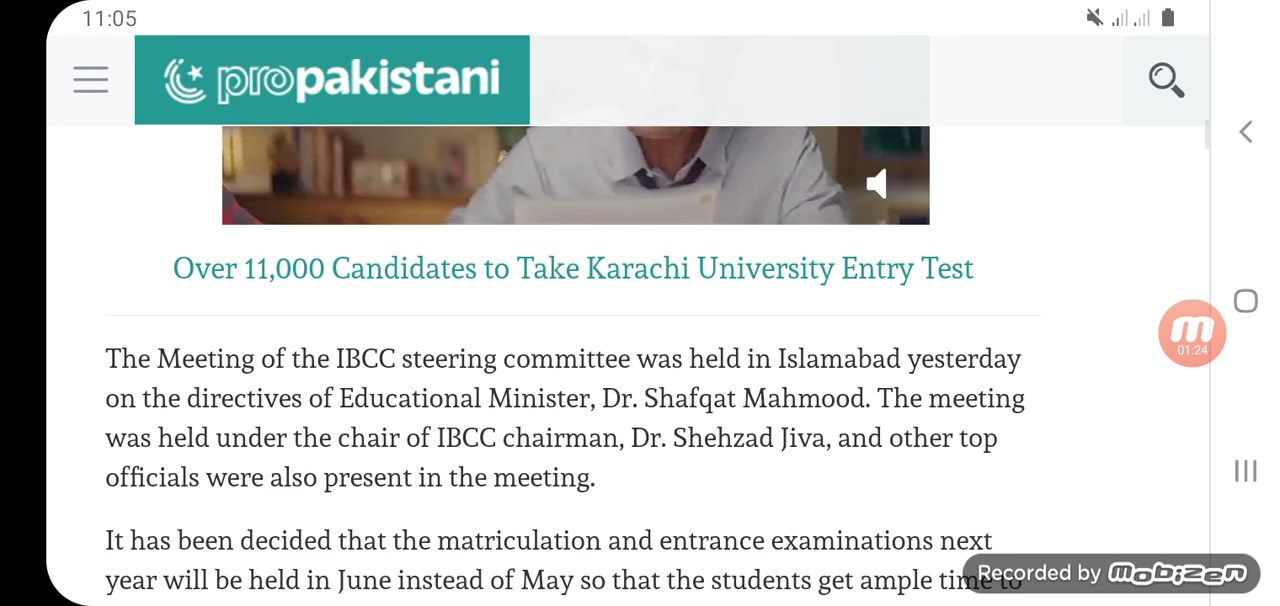 11:05
propakistani
Over 11,000 Candidates to Take Karachi University Entry Test
The Meeting of the IBCC steering committee was held in Islamabad yesterday
on the directives of Educational Minister, Dr. Shafqat Mahmood. The meeting
was held under the chair of IBCC chairman, Dr. Shehzad Jiva, and other top
officials were also present in the meeting.
m
01:24
It has been decided that the matriculation and entrance examinations next
year will be held in June instead of May so that the students get ample time to
Recorded by mobizen